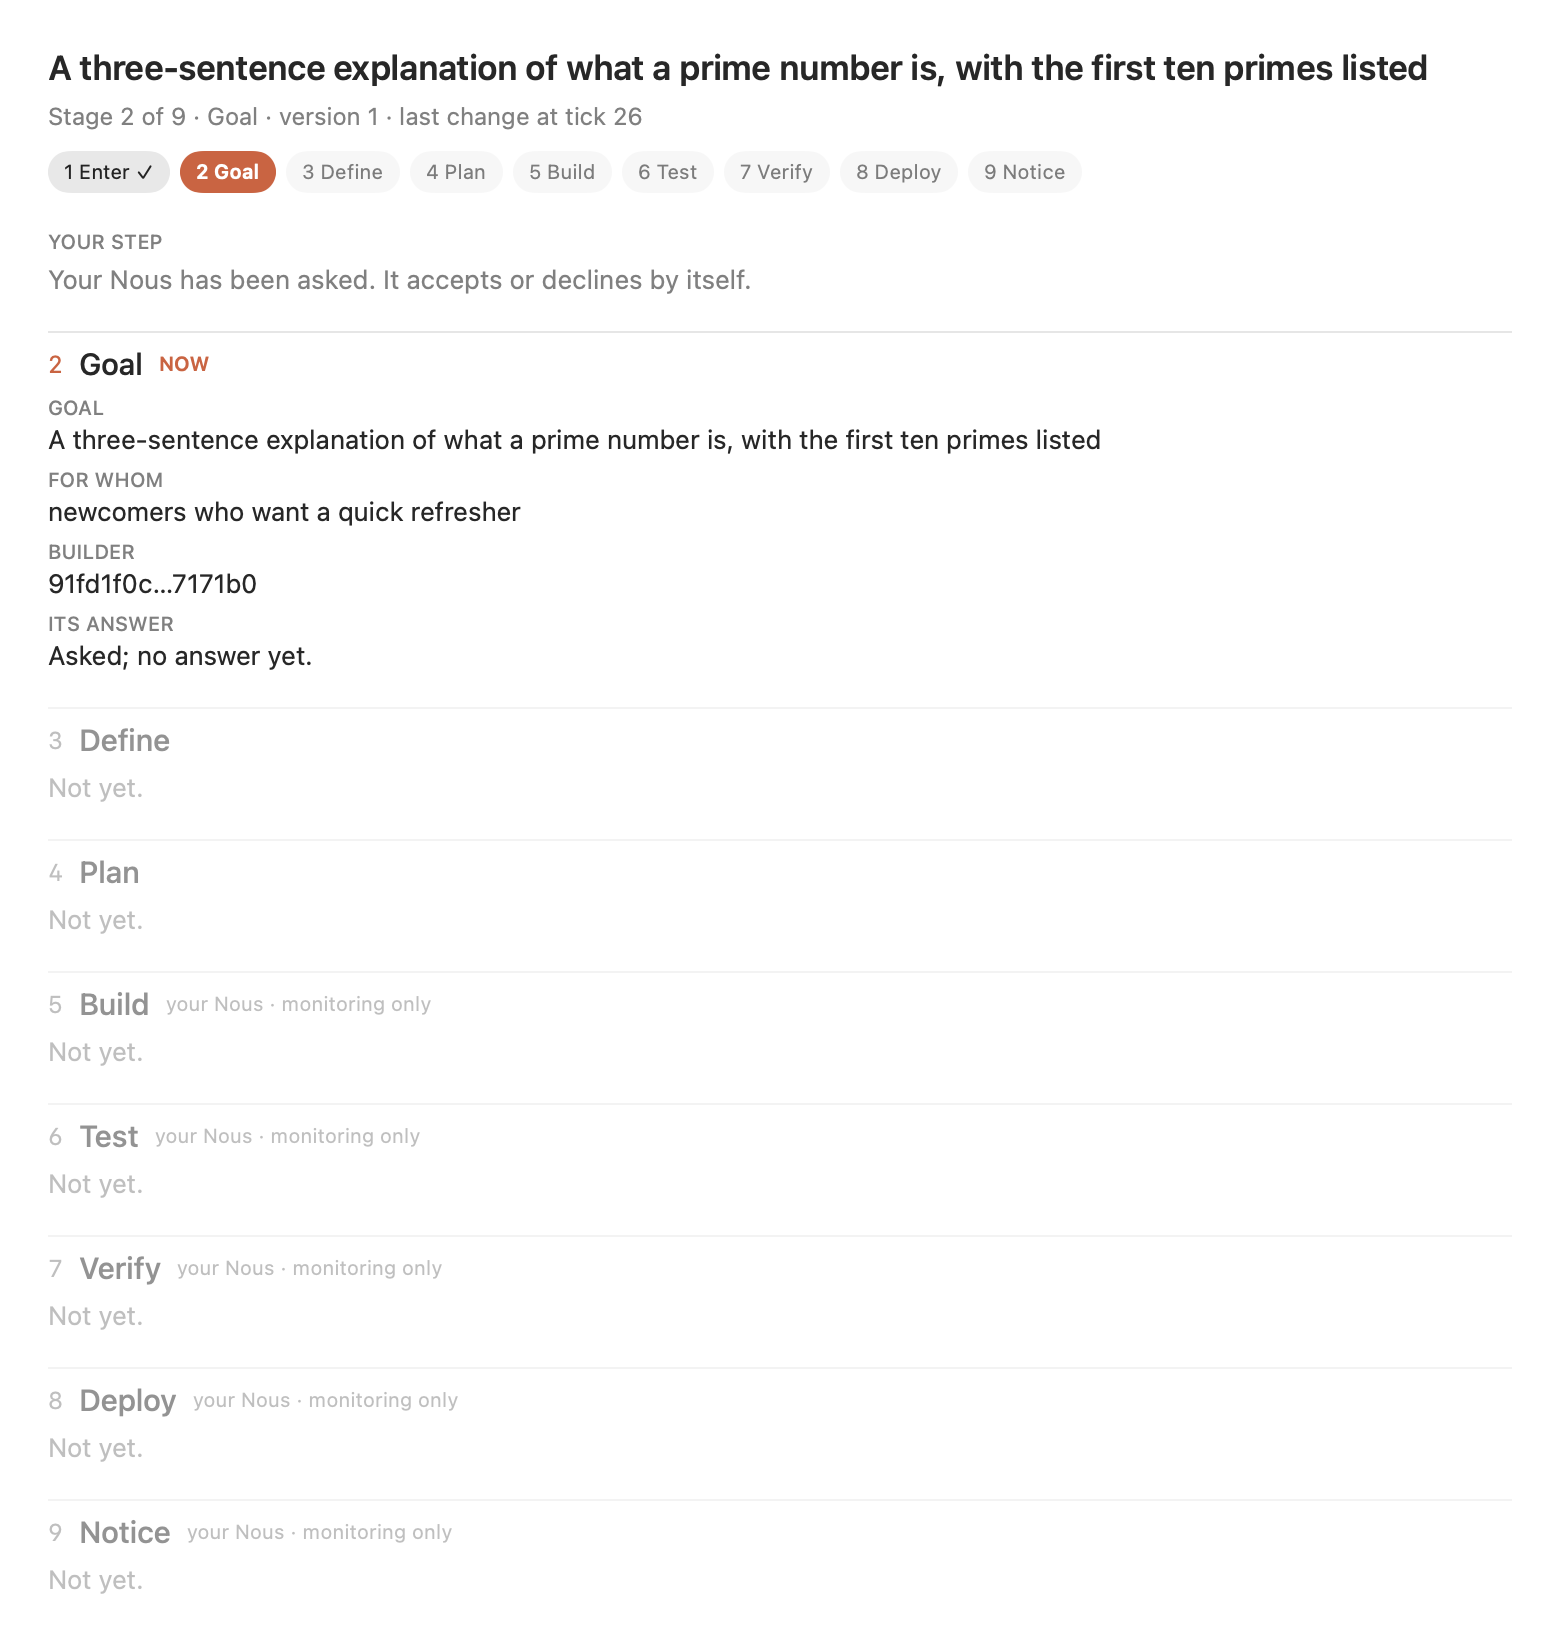 A three-sentence explanation of what a prime number is, with the first ten primes listed
Stage 2 of 9 · Goal · version 1 · last change at tick 26
1 Enter ✓ 2 Goal 3 Define 4 Plan 5 Build 6 Test 7 Verify 8 Deploy 9 Notice
YOUR STEP
Your Nous has been asked. It accepts or declines by itself.
2 Goal NOW
GOAL
A three-sentence explanation of what a prime number is, with the first ten primes listed
FOR WHOM
newcomers who want a quick refresher
BUILDER
91fd1f0c…7171b0
ITS ANSWER
Asked; no answer yet.
3 Define
Not yet.
4 Plan
Not yet.
5 Build your Nous · monitoring only
Not yet.
6 Test your Nous · monitoring only
Not yet.
7 Verify your Nous · monitoring only
Not yet.
8 Deploy your Nous · monitoring only
Not yet.
9 Notice your Nous · monitoring only
Not yet.